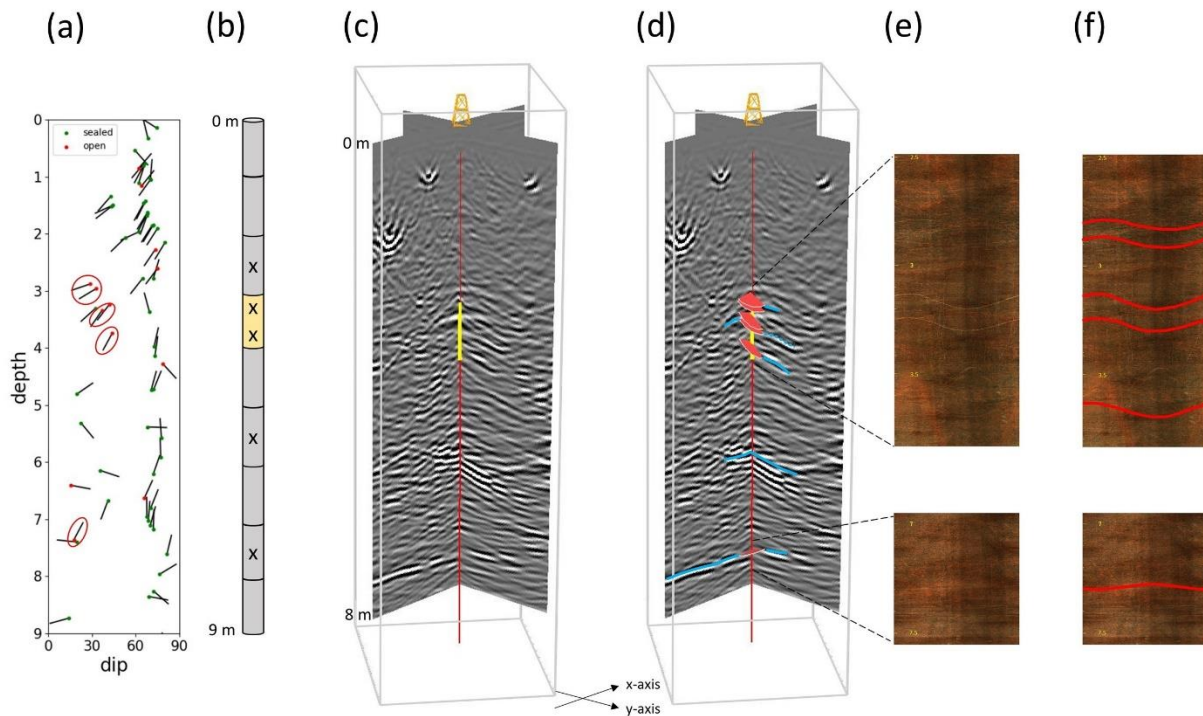 (a)
(b)
(c)
(d)
(e)
(f)
0
1
2
3
4
5
6
7
8
9
depth
sealed
open
0
30
60
90
dip
0 m
X
X
X
X
X
9 m
0 m
8 m
x-axis
y-axis
2.5
3
3.5
7
7.5
2.5
3
3.5
7
7.5